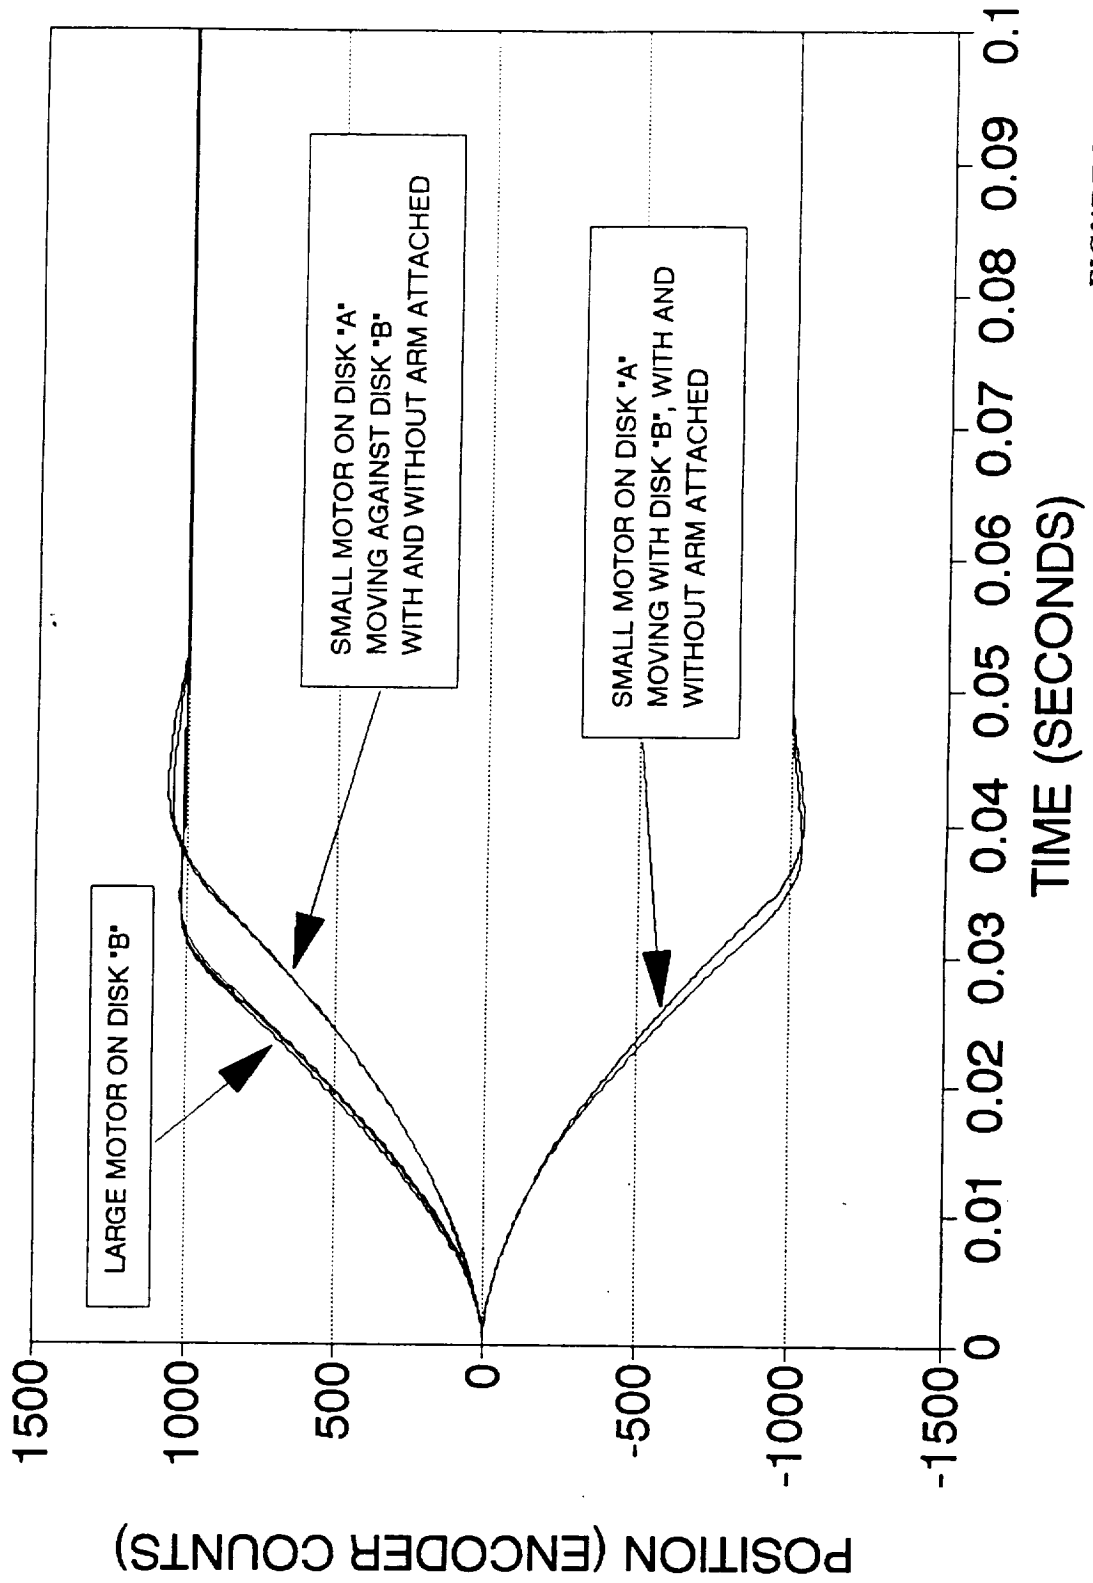 POSITION (ENCODER COUNTS)
1500
1000
500
0
-500
-1000
-1500
LARGE MOTOR ON DISK "B"
SMALL MOTOR ON DISK "A"
MOVING AGAINST DISK "B"
WITH AND WITHOUT ARM ATTACHED
SMALL MOTOR ON DISK "A"
MOVING WITH DISK "B", WITH AND
WITHOUT ARM ATTACHED
0 0.01 0.02 0.03 0.04 0.05 0.06 0.07 0.08 0.09 0.1
TIME (SECONDS)